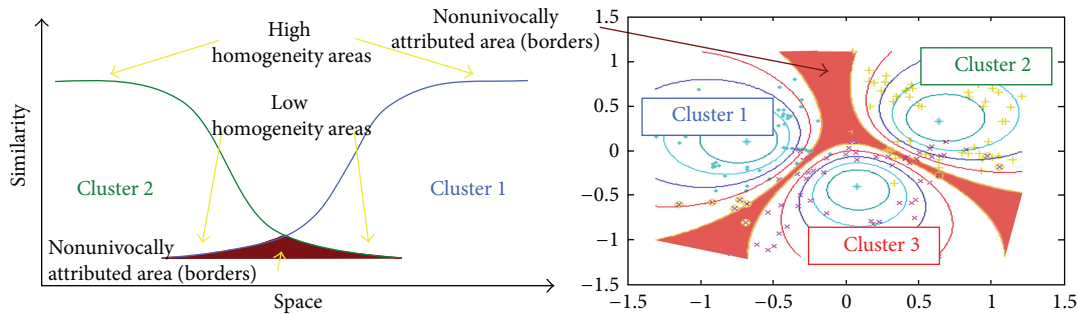 High
homogeneity areas
Low
homogeneity areas
Similarity
Cluster 2
Cluster 1
Nonunivocally
attributed area (borders)
Space
Nonunivocally
attributed area (borders)
1.5
1
0.5
0
−0.5
−1
1.5
Cluster 1
Cluster 2
Cluster 3
−1.5
−1
−0.5
0
0.5
1
1.5